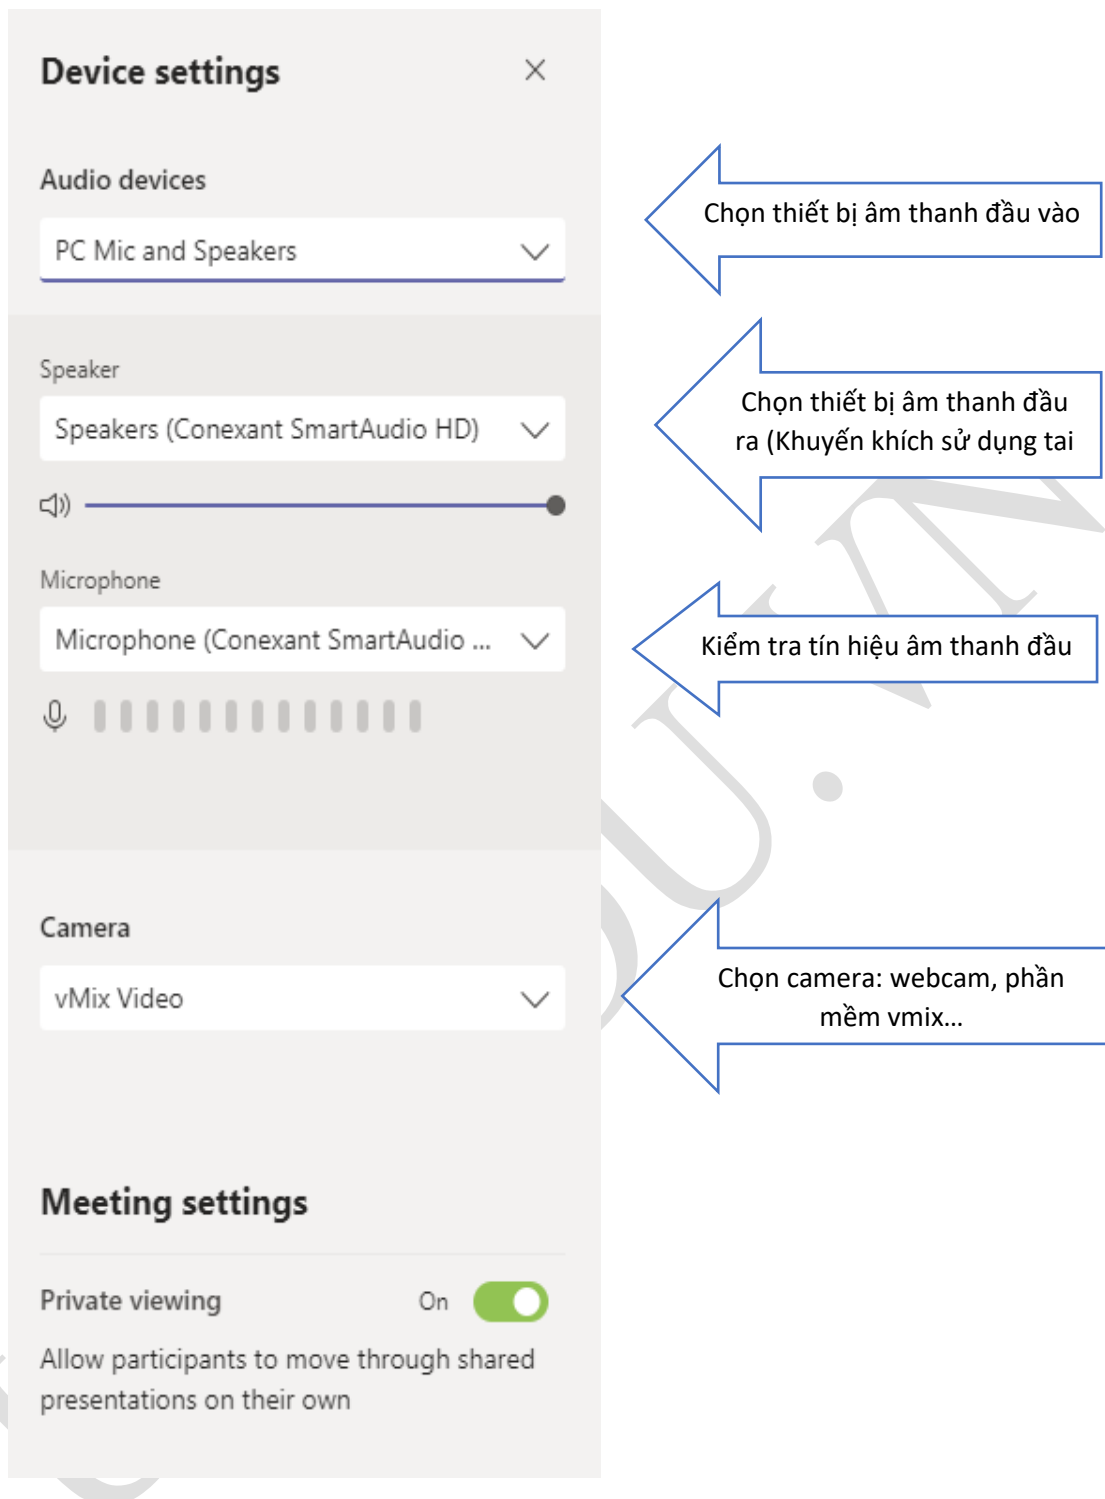 Device settings
Audio devices
PC Mic and Speakers
Chọn thiết bị âm thanh đầu vào
Speaker
Speakers (Conexant SmartAudio HD)
Chọn thiết bị âm thanh đầu
ra (Khuyến khích sử dụng tai
Microphone
Microphone (Conexant SmartAudio ...
Kiểm tra tín hiệu âm thanh đầu
Camera
vMix Video
Chọn camera: webcam, phần
mềm vmix...
Meeting settings
Private viewing On
Allow participants to move through shared
presentations on their own
U.VN